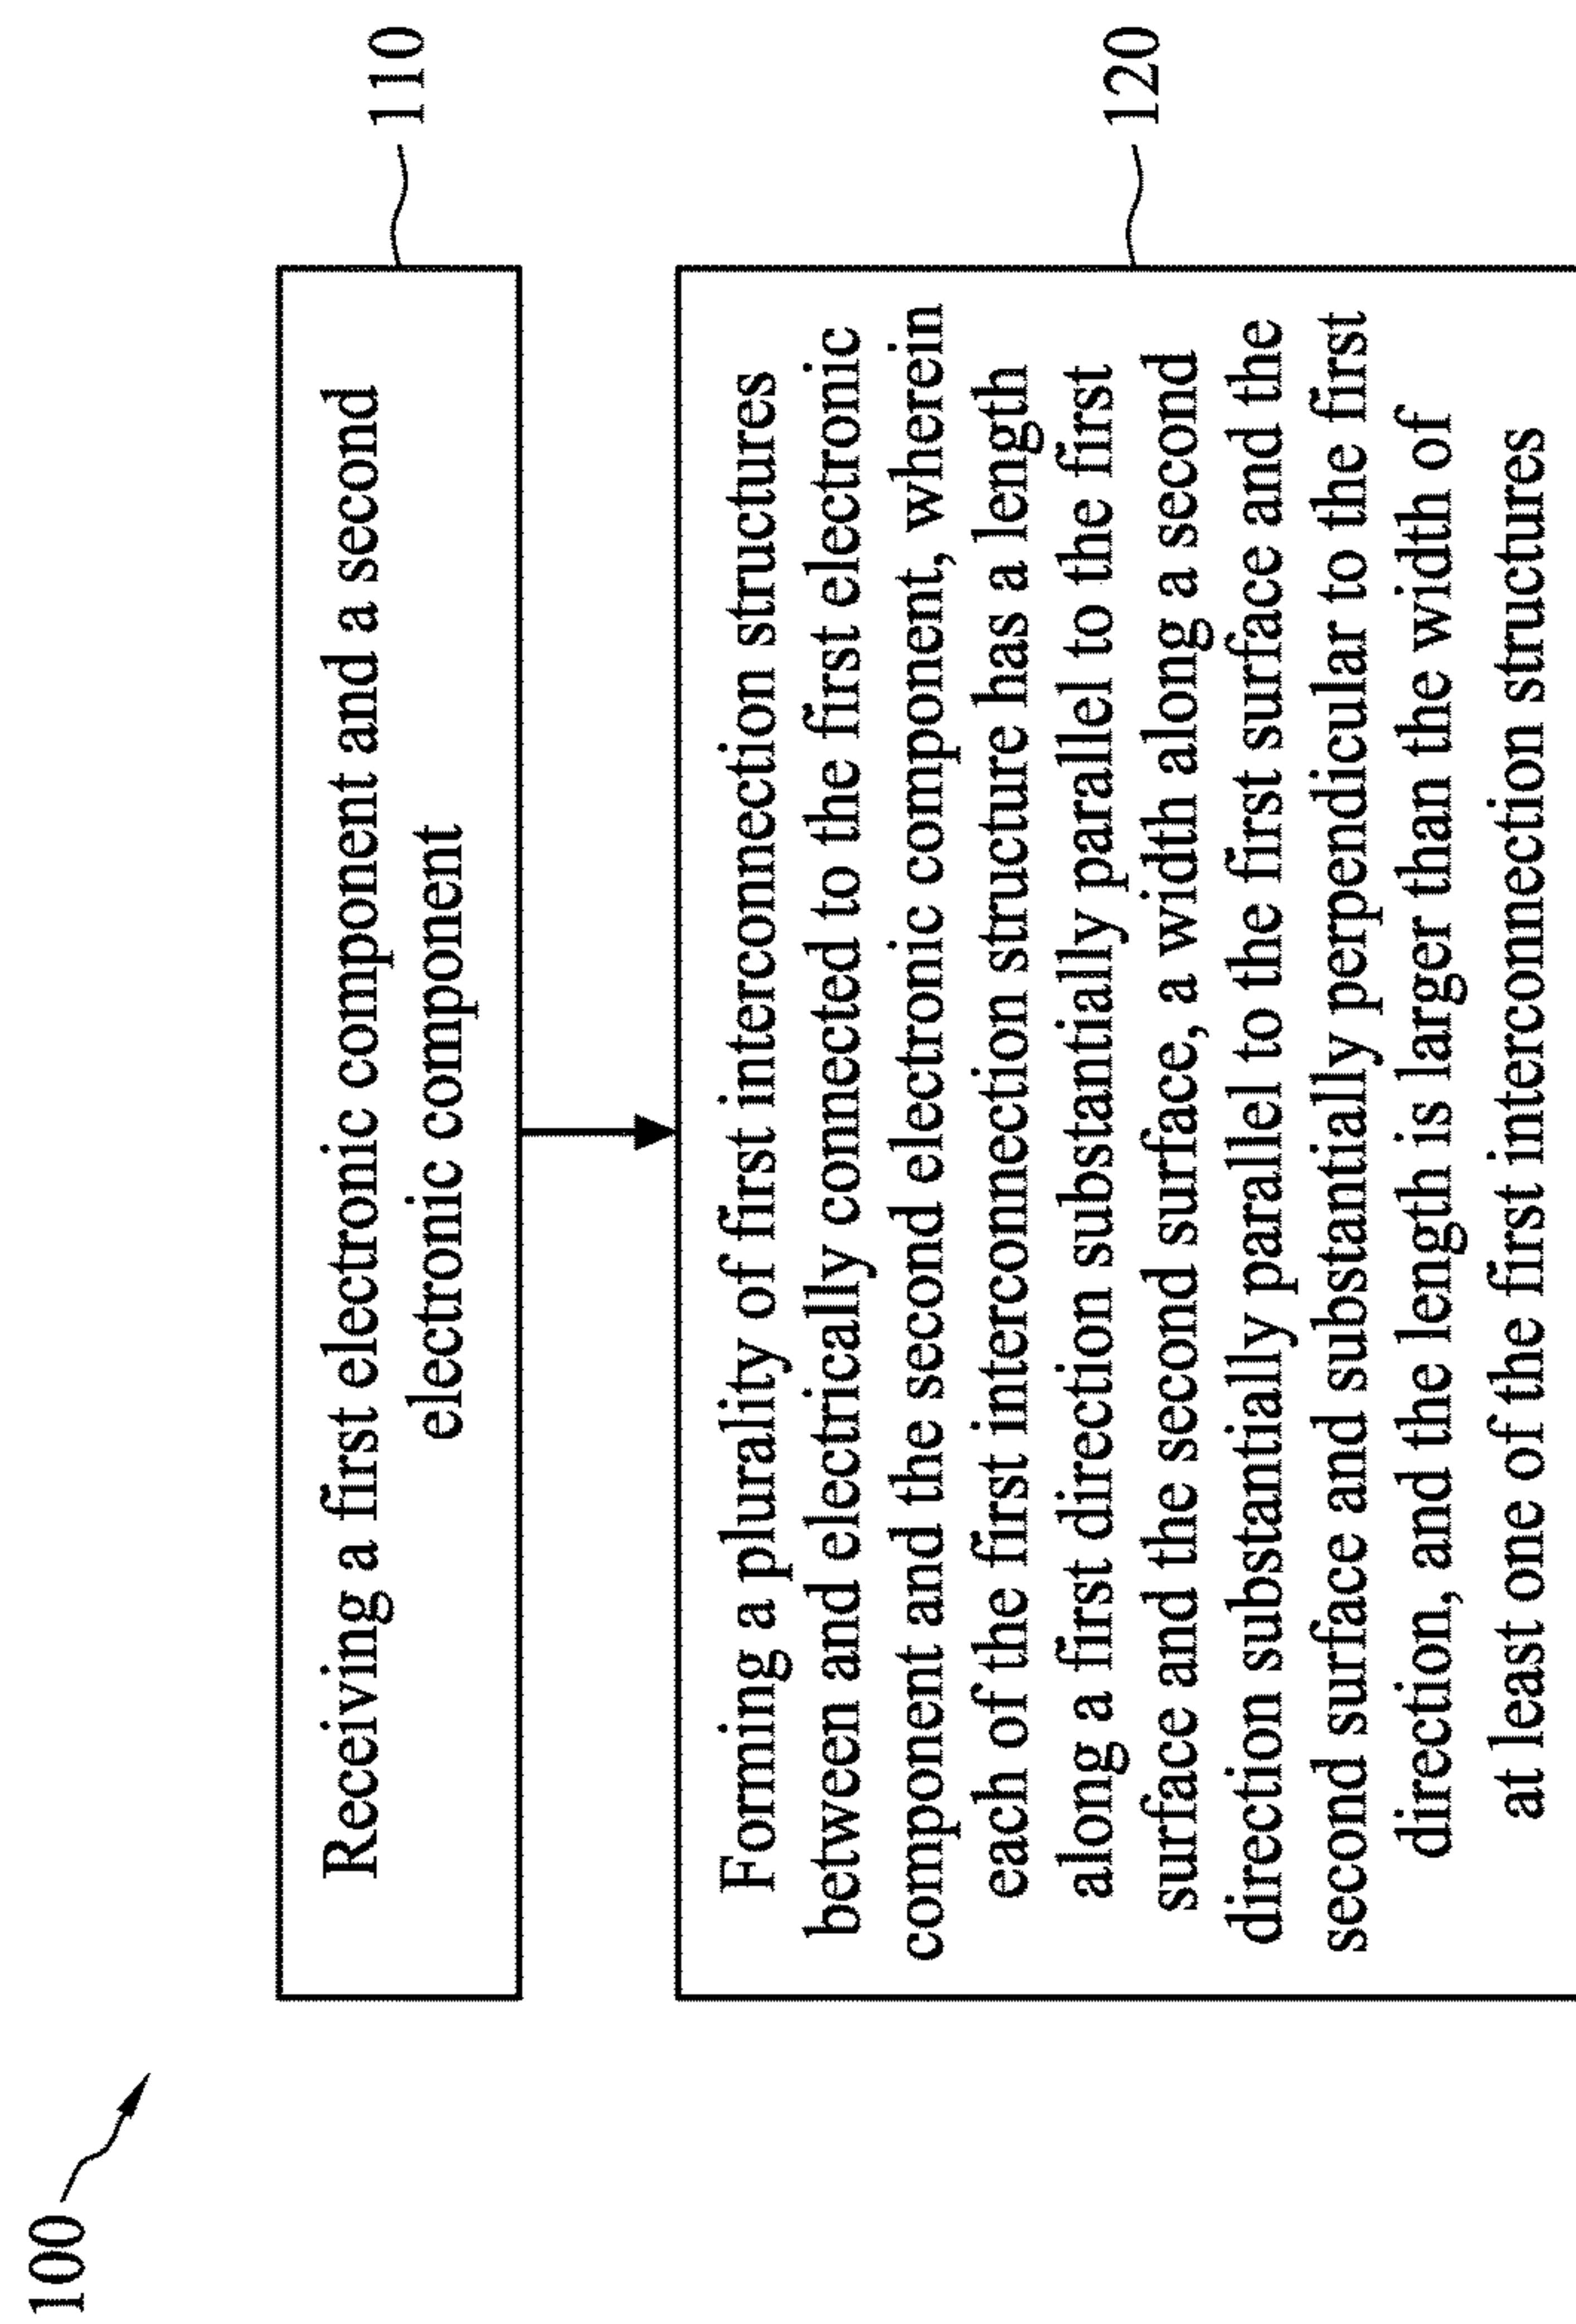 100
110
Receiving a first electronic component and a second
electronic component
120
Forming a plurality of first interconnection structures
between and electrically connected to the first electronic
component and the second electronic component, wherein
each of the first interconnection structure has a length
along a first direction substantially parallel to the first
surface and the second surface, a width along a second
direction substantially parallel to the first surface and the
second surface and substantially perpendicular to the first
direction, and the length is larger than the width of
at least one of the first interconnection structures